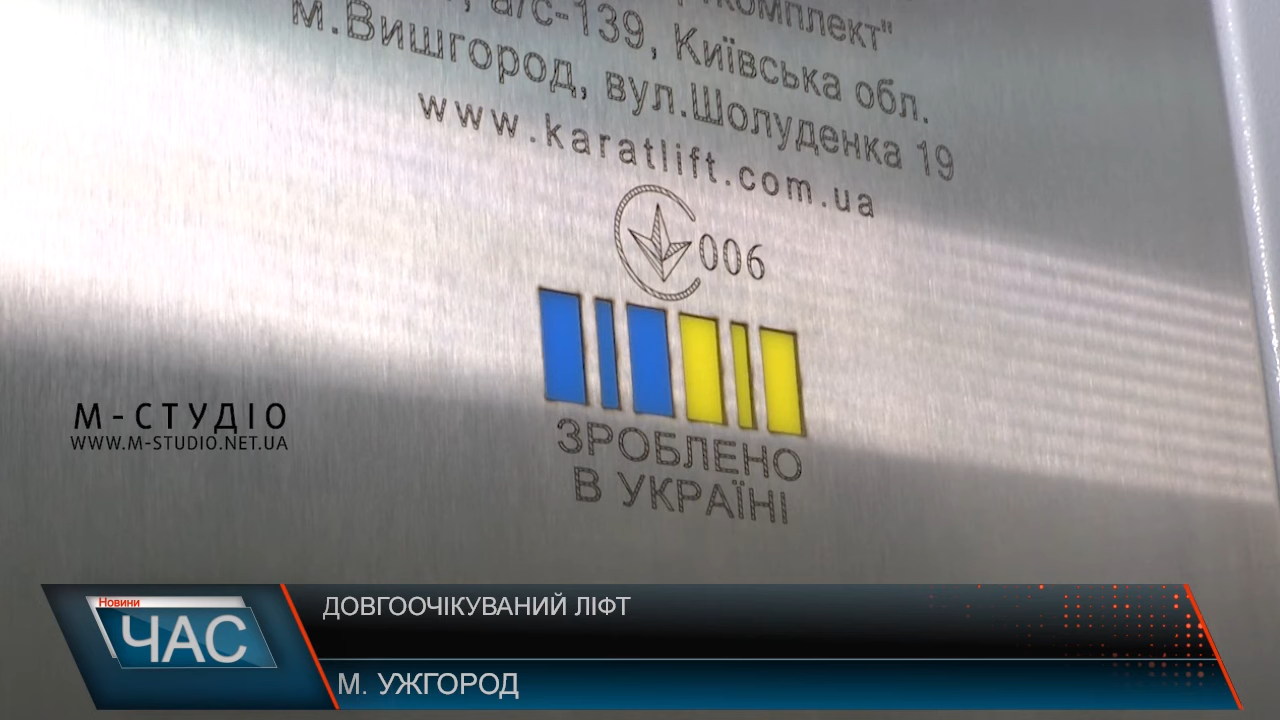 а/с-139, Київська обл.
м.Вишгород, вул.Шолуденка 19
www.karatlift.com.ua
006
ЗРОБЛЕНО
В УКРАЇНІ
М-СТУДІО
WWW.M-STUDIO.NET.UA
Новини
ЧАС
ДОВГООЧІКУВАНИЙ ЛІФТ
М. УЖГОРОД